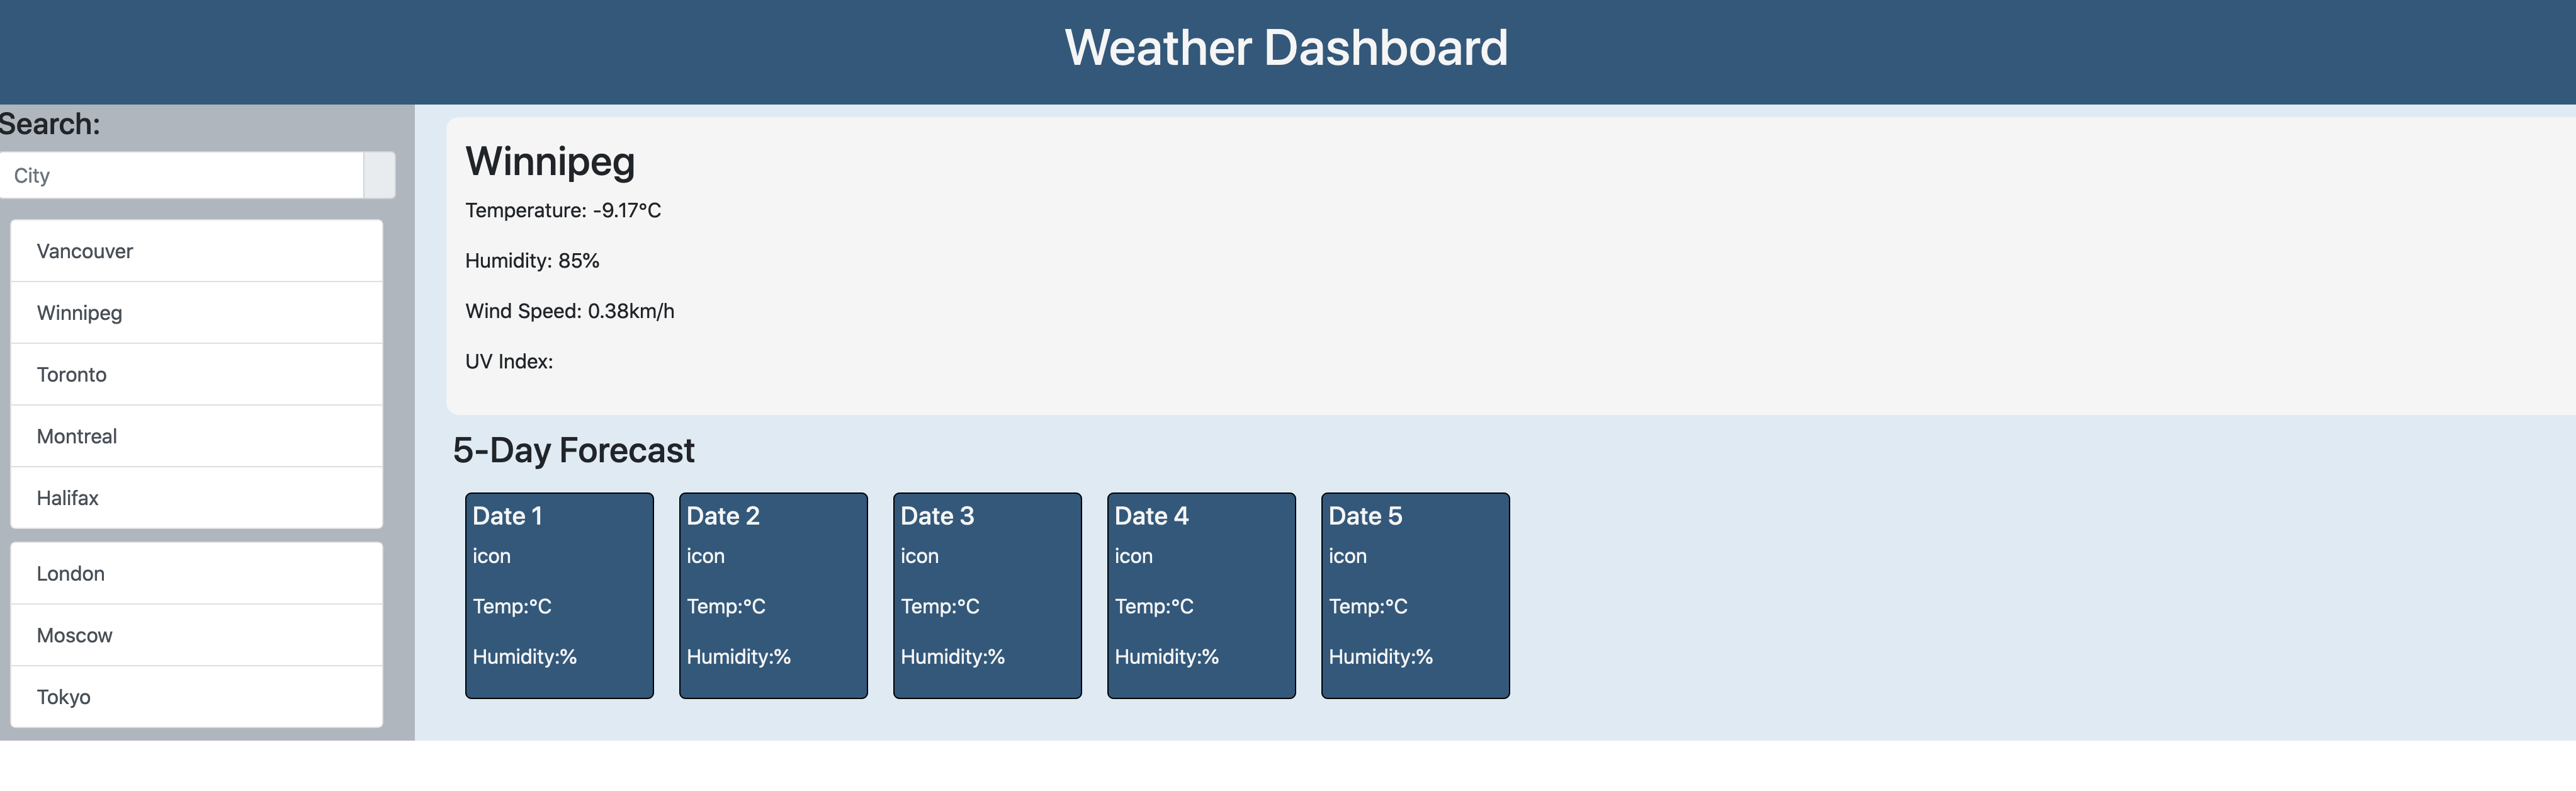 Weather Dashboard
Search:
City
Vancouver
Winnipeg
Toronto
Montreal
Halifax
London
Moscow
Tokyo
Winnipeg
Temperature: -9.17°C
Humidity: 85%
Wind Speed: 0.38km/h
UV Index:
5-Day Forecast
Date 1
icon
Temp:°C
Humidity:%
Date 2
icon
Temp:°C
Humidity:%
Date 3
icon
Temp:°C
Humidity:%
Date 4
icon
Temp:°C
Humidity:%
Date 5
icon
Temp:°C
Humidity:%